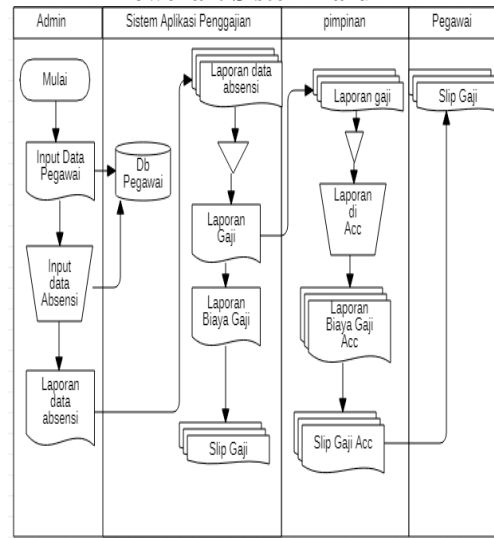 Admin
Sistem Aplikasi Penggajian
pimpinan
Pegawai
Mulai
Input Data
Pegawai
Db
Pegawai
Input
data
Absensi
Laporan
data
absensi
Laporan data
absensi
Laporan
Gaji
Laporan
Biaya Gaji
Slip Gaji
Laporan gaji
Laporan
di
Acc
Laporan
Biaya Gaji
Acc
Slip Gaji Acc
Slip Gaji